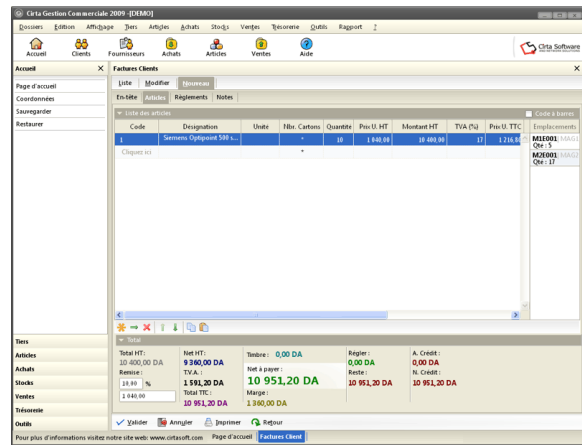 Cirta Gestion Commerciale 2009 -[DEMO]
Dossiers Edition Affichage Tiers Articles Achats Stocks Ventes Trésorerie Outils Rapport ?
Accueil Clients Fournisseurs Achats Articles Ventes Aide
Cirta Software
Accueil X
Factures Clients X
Page d'accueil
Coordonnées
Sauvegarder
Restaurer
Liste Modifier Nouveau
En-tête Articles Règlements Notes
Liste des articles
Code à barres
Code Désignation Unité Nbr. Cartons Quantité Prix U. HT Montant HT TVA (%) Prix U. TTC Emplacements
1 Siemens Optipoint 500 s... * 10 1 040,00 10 400,00 17 1 216,80
Cliquez ici *
M1E001 MAG1
Qte : 5
M2E001 MAG2
Qte : 17
Total
Total HT:
10 400,00 DA
Remise :
10,00 %
1 040,00
Net HT:
9 360,00 DA
T.V.A. :
1 591,20 DA
Total TTC :
10 951,20 DA
Timbre : 0,00 DA
Net à payer :
10 951,20 DA
Marge :
1 360,00 DA
Régler :
0,00 DA
Reste :
10 951,20 DA
A. Crédit :
0,00 DA
N. Crédit :
10 951,20 DA
Tiers
Articles
Achats
Stocks
Ventes
Trésorerie
Outils
Valider Annuler Imprimer Retour
Pour plus d'informations visitez notre site web: www.cirtasoft.com Page d'accueil Factures Client